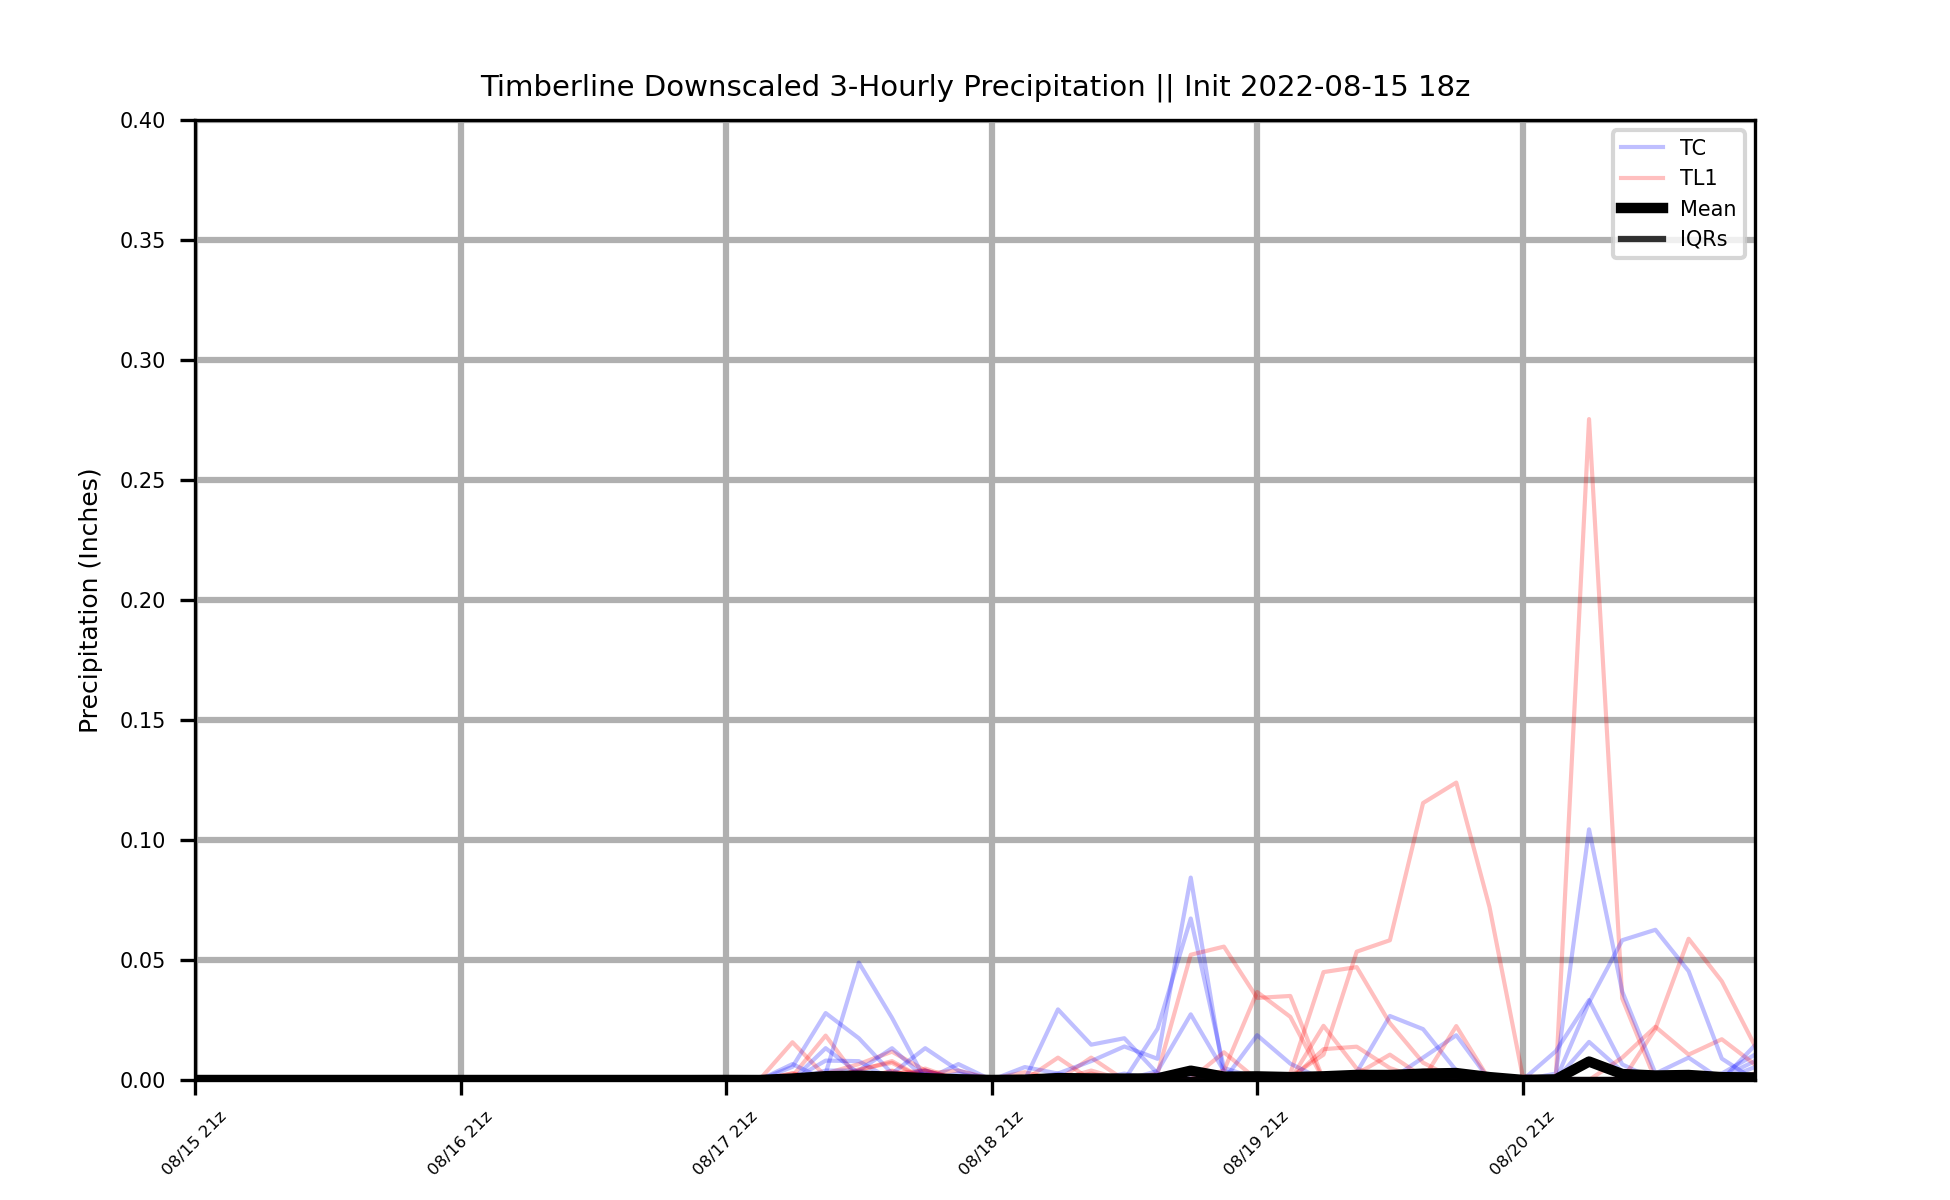 Timberline Downscaled 3-Hourly Precipitation || Init 2022-08-15 18z
TC
TL1
Mean
IQRs
Precipitation (Inches)
0.40
0.35
0.30
0.25
0.20
0.15
0.10
0.05
0.00
08/15 21z
08/16 21z
08/17 21z
08/18 21z
08/19 21z
08/20 21z